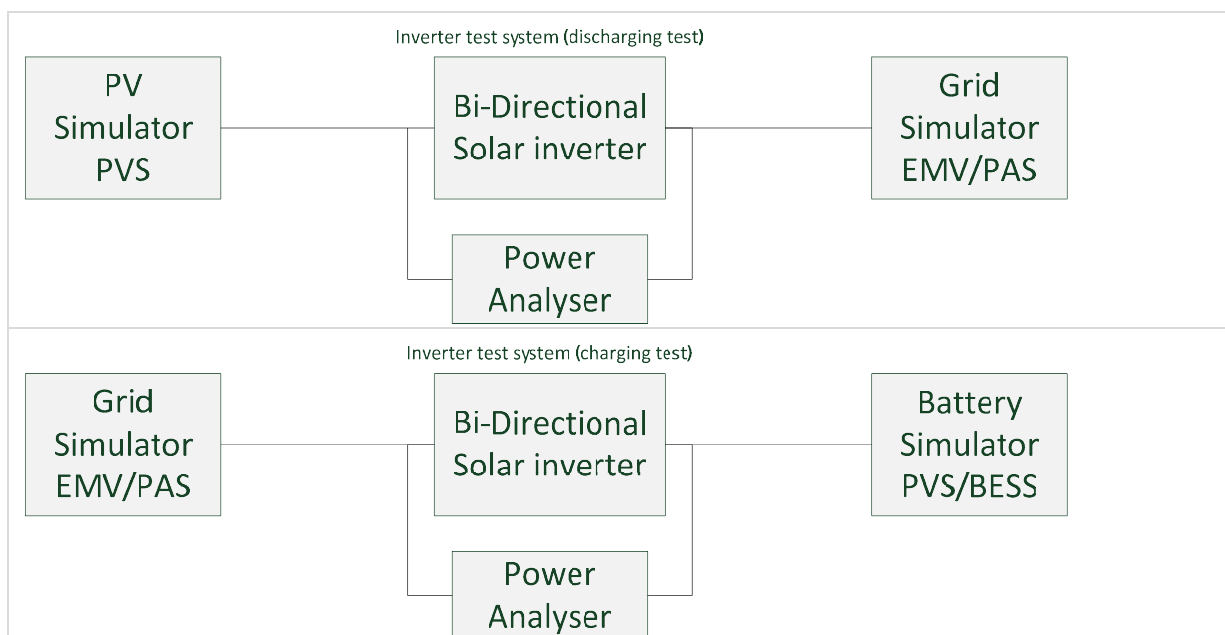 Inverter test system (discharging test)
PV
Simulator
PVS
Bi-Directional
Solar inverter
Grid
Simulator
EMV/PAS
Power
Analyser
Inverter test system (charging test)
Grid
Simulator
EMV/PAS
Bi-Directional
Solar inverter
Battery
Simulator
PVS/BESS
Power
Analyser